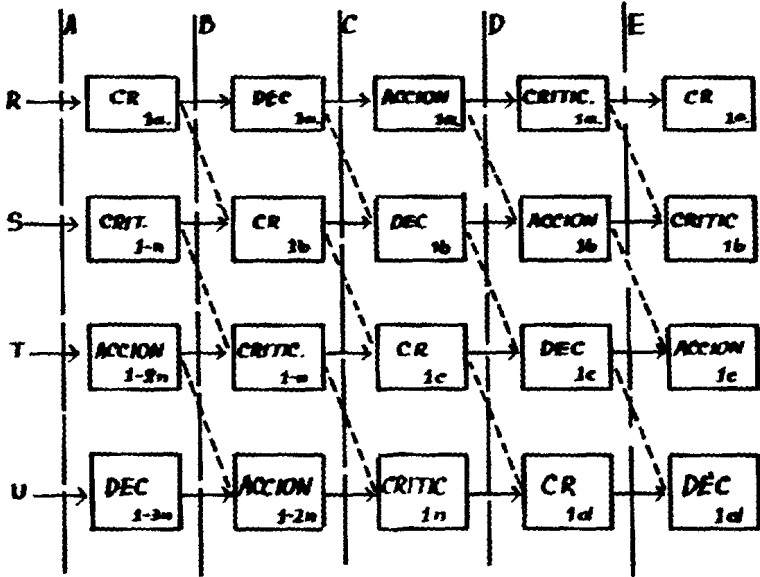 A B C D E
R CR DEC ACCION CRITIC. CR
1a. 1a. 1a. 1a. 1a.
S CRIT. CR DEC ACCION CRITIC
1-n 1b 1b 1b 1b
T ACCION CRITIC. CR DEC ACCION
1-2n 1-n 1c 1c 1c
U DEC ACCION CRITIC CR DEC
1-3n 1-2n 1n 1d 1d